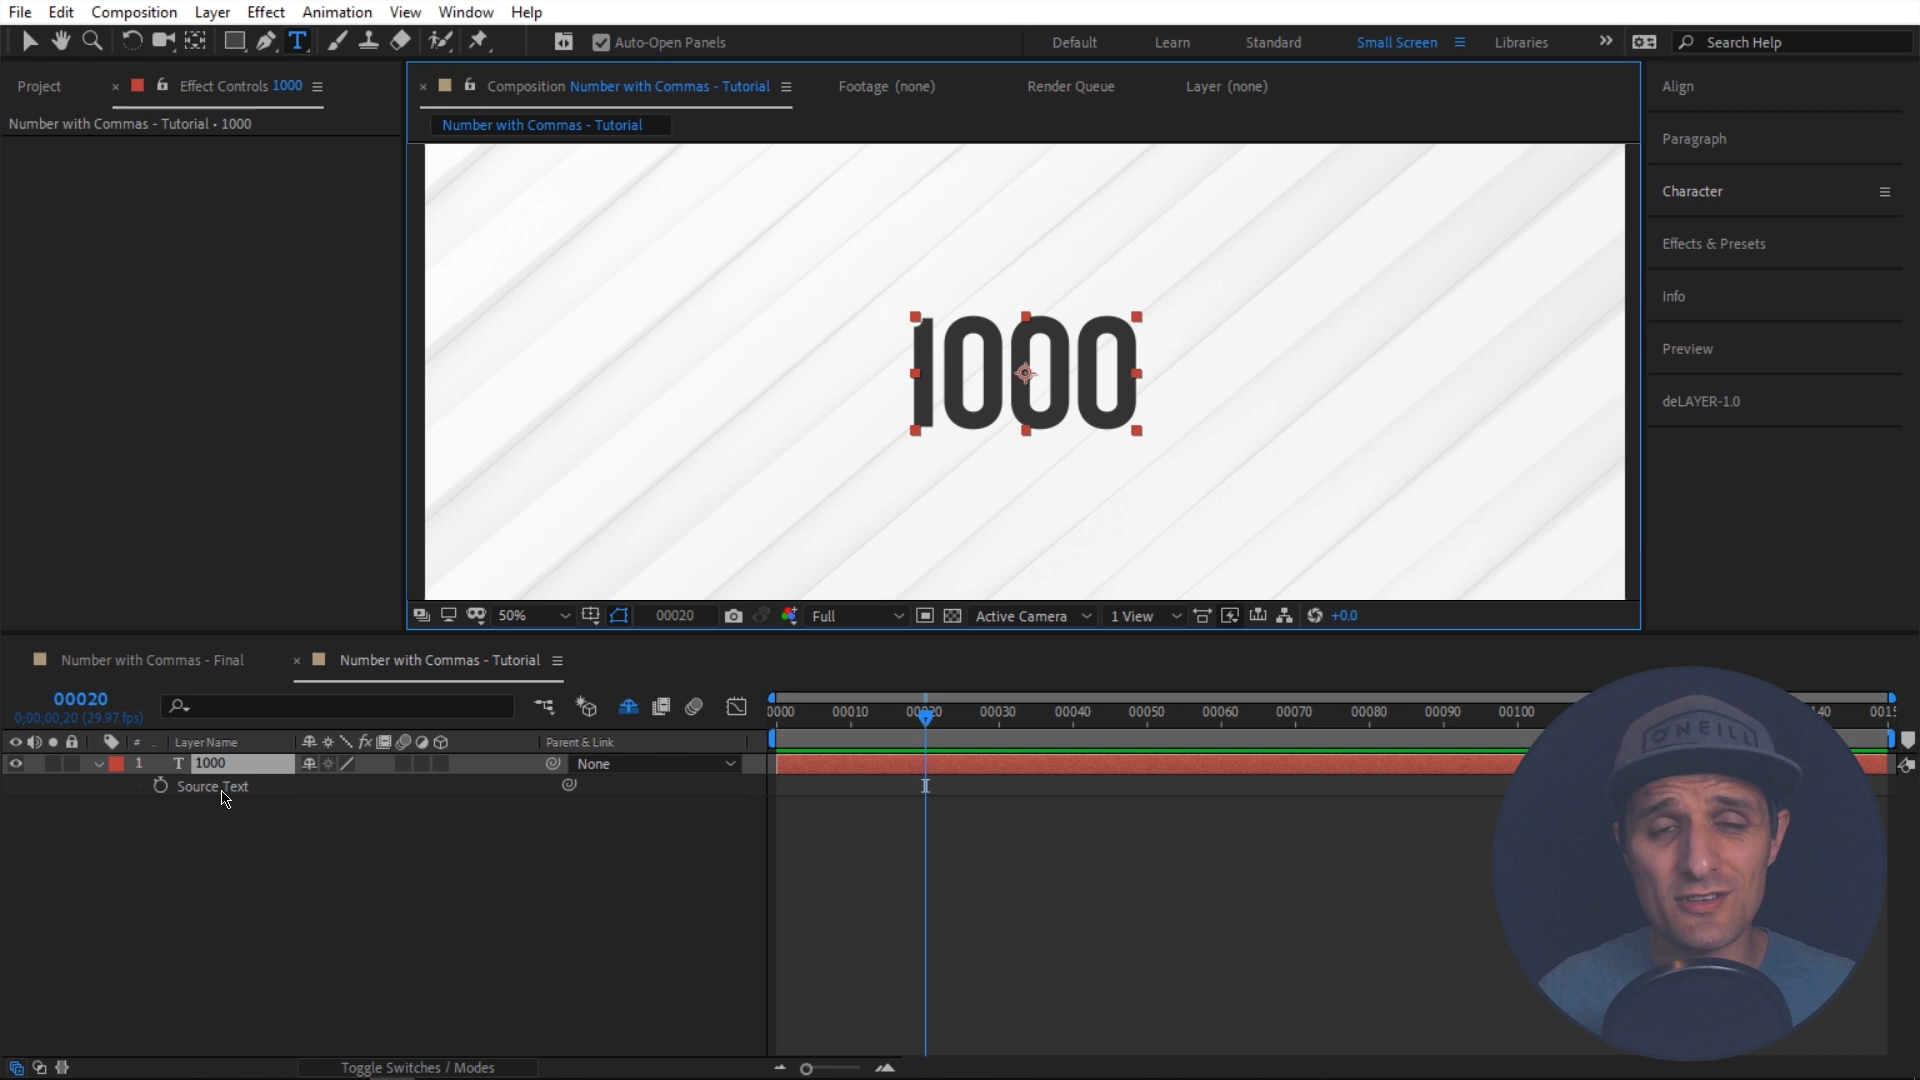 File Edit Composition Layer Effect Animation View Window Help
Auto-Open Panels Default Learn Standard Small Screen Libraries Search Help
Project Effect Controls 1000 Composition Number with Commas - Tutorial Footage (none) Render Queue Layer (none) Align
Number with Commas - Tutorial • 1000
Number with Commas - Tutorial
Paragraph
Character
Effects & Presets
Info
Preview
deLAYER-1.0
1000
50% 00020 Full Active Camera 1 View +0.0
Number with Commas - Final Number with Commas - Tutorial
00020
0;00;00;20 (29.97 fps)
0000 00010 00020 00030 00040 00050 00060 00070 00080 00090 00100 40 001
# Layer Name fx Parent & Link
1 T 1000 None
Source Text
O'NEILL
Toggle Switches / Modes